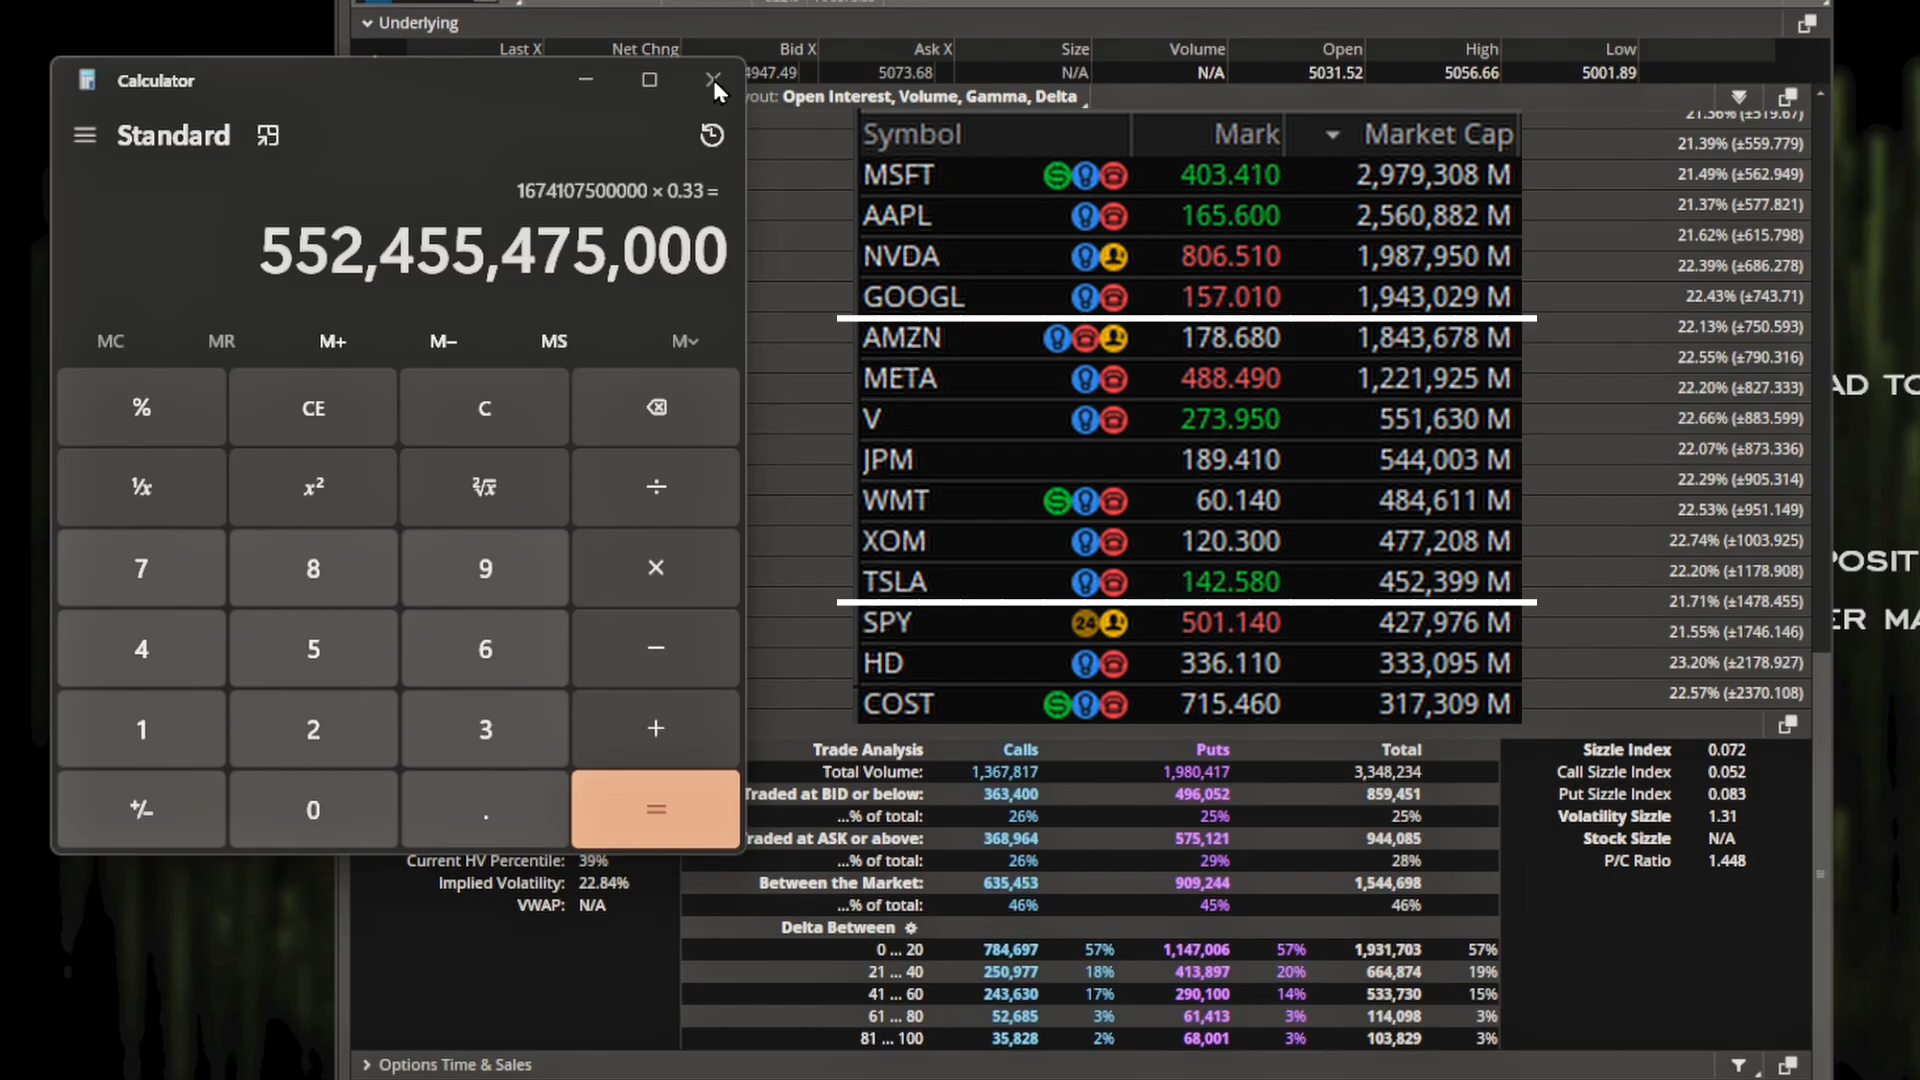 Underlying
Last X Net Chng Bid X Ask X Size Volume Open High Low
4947.49 5073.68 N/A N/A 5031.52 5056.66 5001.89
Calculator
yout: Open Interest, Volume, Gamma, Delta
Standard
1674107500000 × 0.33 =
552,455,475,000
MC MR M+ M− MS M
% CE C
⅟x x² ²√x ÷
7 8 9 ×
4 5 6 −
1 2 3 +
+/− 0 . =
Symbol Mark Market Cap
MSFT 403.410 2,979,308 M
AAPL 165.600 2,560,882 M
NVDA 806.510 1,987,950 M
GOOGL 157.010 1,943,029 M
AMZN 178.680 1,843,678 M
META 488.490 1,221,925 M
V 273.950 551,630 M
JPM 189.410 544,003 M
WMT 60.140 484,611 M
XOM 120.300 477,208 M
TSLA 142.580 452,399 M
SPY 24 501.140 427,976 M
HD 336.110 333,095 M
COST 715.460 317,309 M
21.36% (±519.67)
21.39% (±559.779)
21.49% (±562.949)
21.37% (±577.821)
21.62% (±615.798)
22.39% (±686.278)
22.43% (±743.71)
22.13% (±750.593)
22.55% (±790.316)
22.20% (±827.333)
22.66% (±883.599)
22.07% (±873.336)
22.29% (±905.314)
22.53% (±951.149)
22.74% (±1003.925)
22.20% (±1178.908)
21.71% (±1478.455)
21.55% (±1746.146)
23.20% (±2178.927)
22.57% (±2370.108)
AD TO
POSIT
ER MA
Current HV Percentile: 39%
Implied Volatility: 22.84%
VWAP: N/A
Trade Analysis Calls Puts Total
Total Volume: 1,367,817 1,980,417 3,348,234
Traded at BID or below: 363,400 496,052 859,451
...% of total: 26% 25% 25%
Traded at ASK or above: 368,964 575,121 944,085
...% of total: 26% 29% 28%
Between the Market: 635,453 909,244 1,544,698
...% of total: 46% 45% 46%
Delta Between
0 ... 20 784,697 57% 1,147,006 57% 1,931,703 57%
21 ... 40 250,977 18% 413,897 20% 664,874 19%
41 ... 60 243,630 17% 290,100 14% 533,730 15%
61 ... 80 52,685 3% 61,413 3% 114,098 3%
81 ... 100 35,828 2% 68,001 3% 103,829 3%
Sizzle Index 0.072
Call Sizzle Index 0.052
Put Sizzle Index 0.083
Volatility Sizzle 1.31
Stock Sizzle N/A
P/C Ratio 1.448
Options Time & Sales